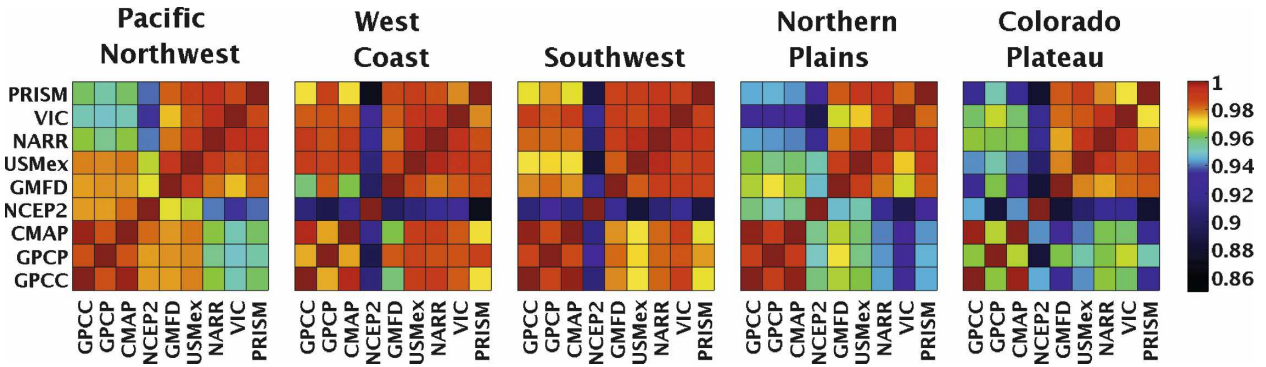 Pacific
Northwest
West
Coast
Southwest
Northern
Plains
Colorado
Plateau
PRISM
VIC
NARR
USMex
GMFD
NCEP2
CMAP
GPCP
GPCC
GPCC
GPCP
CMAP
NCEP2
GMFD
USMex
NARR
VIC
PRISM
GPCC
GPCP
CMAP
NCEP2
GMFD
USMex
NARR
VIC
PRISM
GPCC
GPCP
CMAP
NCEP2
GMFD
USMex
NARR
VIC
PRISM
GPCC
GPCP
CMAP
NCEP2
GMFD
USMex
NARR
VIC
PRISM
GPCC
GPCP
CMAP
NCEP2
GMFD
USMex
NARR
VIC
PRISM
1
0.98
0.96
0.94
0.92
0.9
0.88
0.86